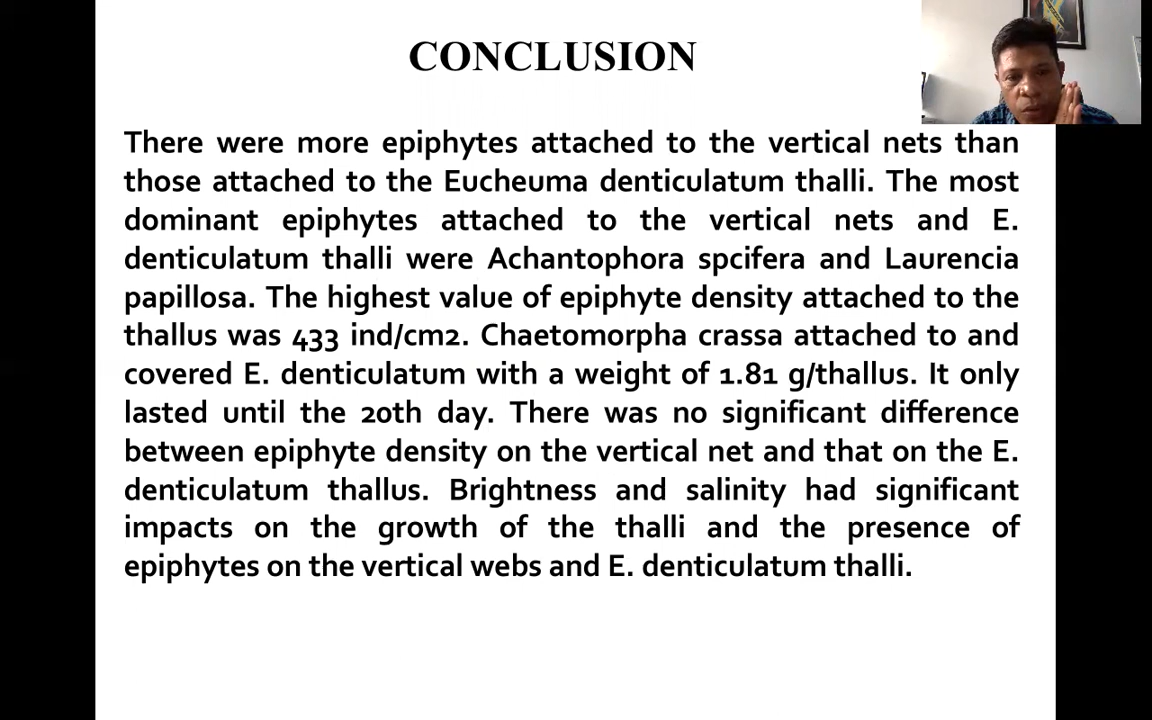 CONCLUSION
There were more epiphytes attached to the vertical nets than
those attached to the Eucheuma denticulatum thalli. The most
dominant epiphytes attached to the vertical nets and E.
denticulatum thalli were Achantophora spcifera and Laurencia
papillosa. The highest value of epiphyte density attached to the
thallus was 433 ind/cm2. Chaetomorpha crassa attached to and
covered E. denticulatum with a weight of 1.81 g/thallus. It only
lasted until the 20th day. There was no significant difference
between epiphyte density on the vertical net and that on the E.
denticulatum thallus. Brightness and salinity had significant
impacts on the growth of the thalli and the presence of
epiphytes on the vertical webs and E. denticulatum thalli.